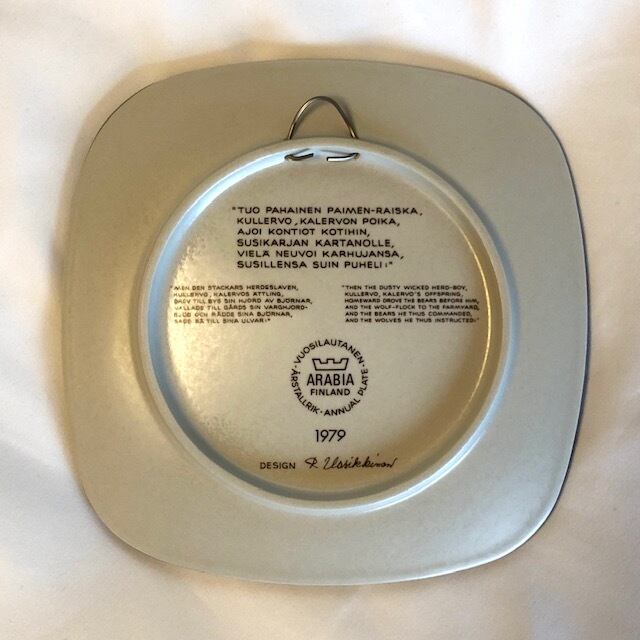 "TUO PAHAINEN PAIMEN-RAISKA,
KULLERVO, KALERVON POIKA,
AJOI KONTIOT KOTIHIN,
SUSIKARJAN KARTANOLLE,
VIELÄ NEUVOI KARHUJANSA,
SUSILLENSA SUIN PUHELI:"
"MEN DEN STACKARS HERDESLAVEN,
KULLERVO, KALERVOS ÄTTLING,
DREV TILL BYS SIN HJORD AV BJÖRNAR,
VALLADE TILL GÅRDS SIN VARGHJORD·
BJÖD OCH RÅDDE SINA BJÖRNAR,
SADE SÅ TILL SINA ULVAR:"
"THEN THE DUSTY WICKED HERD-BOY,
KULLERVO, KALERVO'S OFFSPRING,
HOMEWARD DROVE THE BEARS BEFORE HIM,
AND THE WOLF-FLOCK TO THE FARMYARD,
AND THE BEARS HE THUS COMMANDED,
AND THE WOLVES HE THUS INSTRUCTED:"
·VUOSILAUTANEN·
ARABIA
FINLAND
ÅRSTALLRIK·ANNUAL PLATE
1979
DESIGN R. Uosikkinen